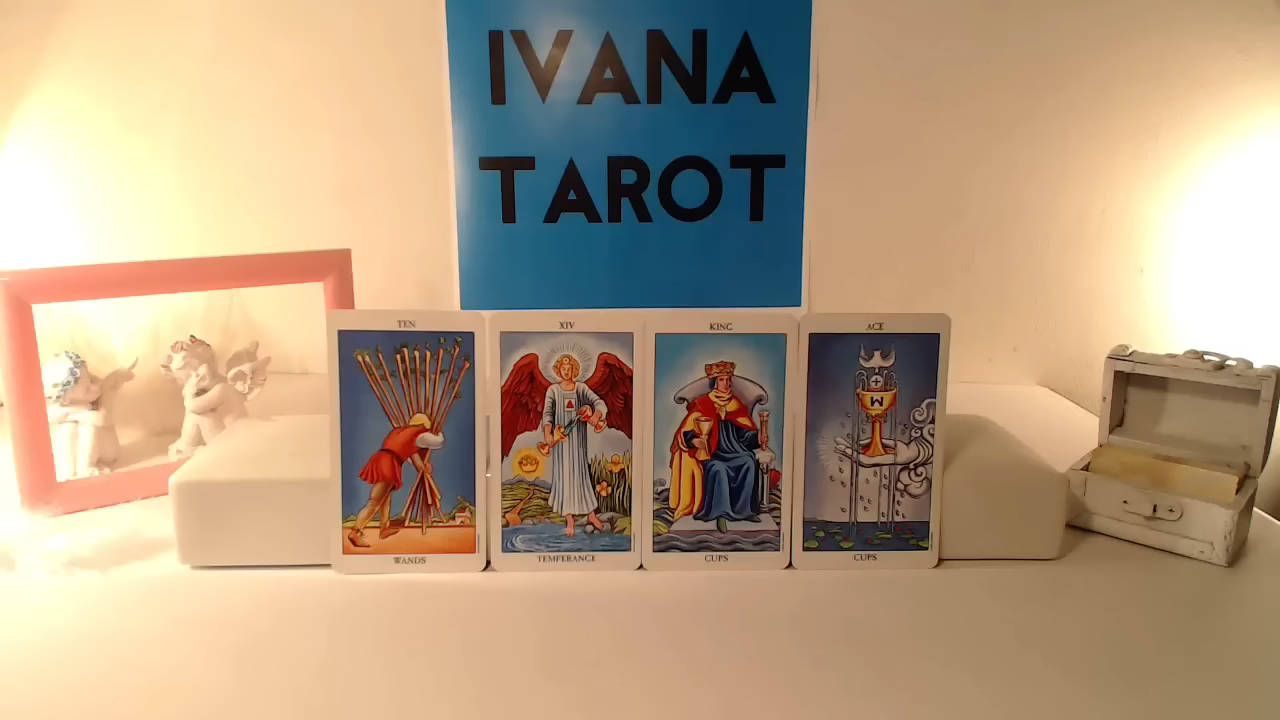 IVANA
TAROT
TEN
XIV
KING
ACE
WANDS
TEMPERANCE
CUPS
CUPS